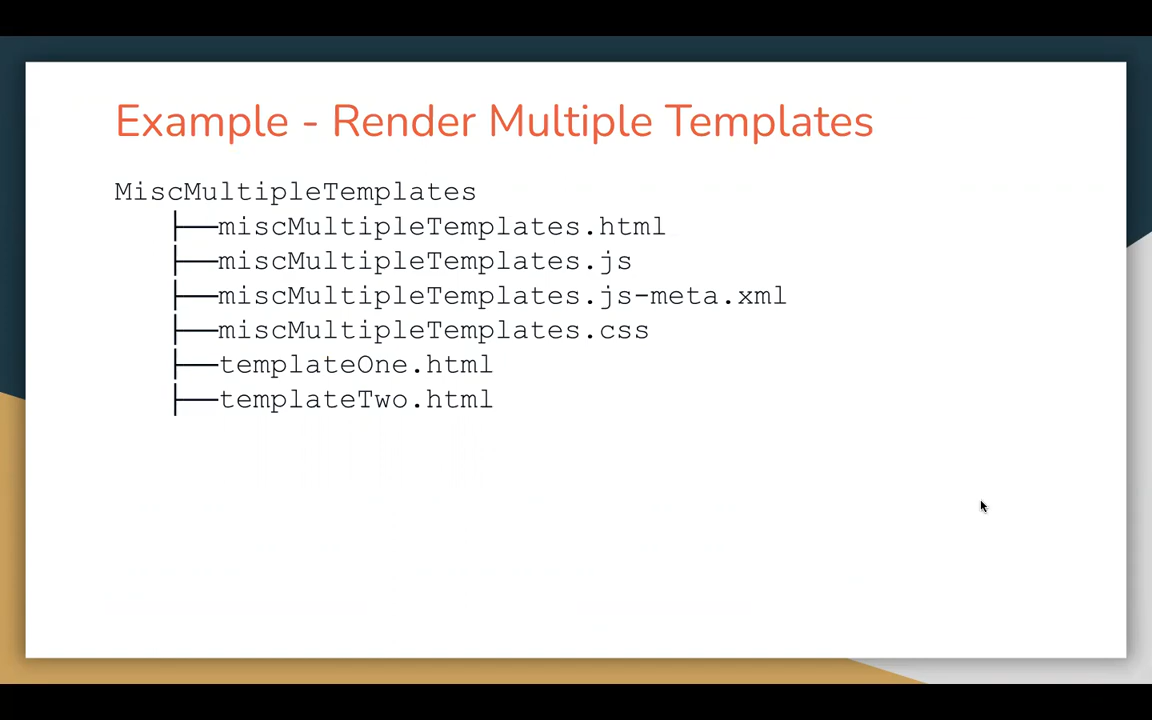 Example - Render Multiple Templates
MiscMultipleTemplates
├──miscMultipleTemplates.html
├──miscMultipleTemplates.js
├──miscMultipleTemplates.js-meta.xml
├──miscMultipleTemplates.css
├──templateOne.html
├──templateTwo.html